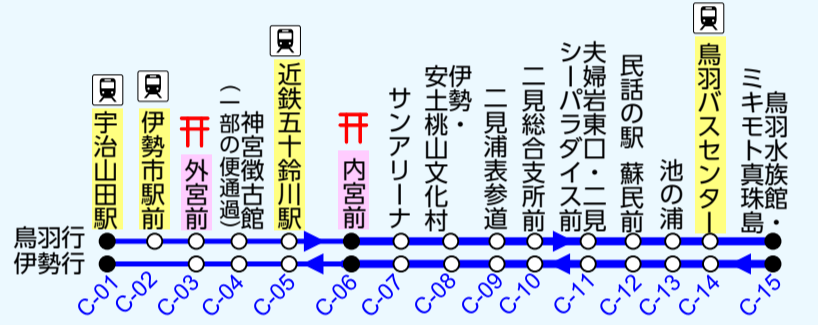 宇治山田駅
伊勢市駅前
外宮前
神宮徴古館
(一部の便通過)
近鉄五十鈴川駅
内宮前
サンアリーナ
伊勢・
安土桃山文化村
二見浦表参道
二見総合支所前
夫婦岩東口・二見
シーパラダイス前
民話の駅 蘇民前
池の浦
鳥羽バスセンター
鳥羽水族館・
ミキモト真珠島
鳥羽行
伊勢行
C-01
C-02
C-03
C-04
C-05
C-06
C-07
C-08
C-09
C-10
C-11
C-12
C-13
C-14
C-15